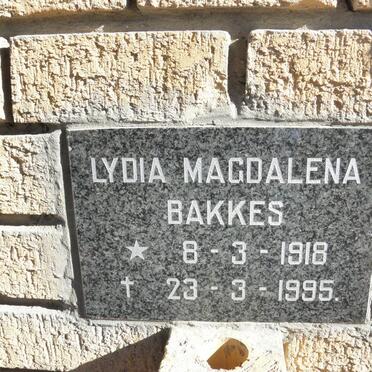 LYDIA MAGDALENA
BAKKES
★ 8 - 3 - 1918
† 23 - 3 - 1995.